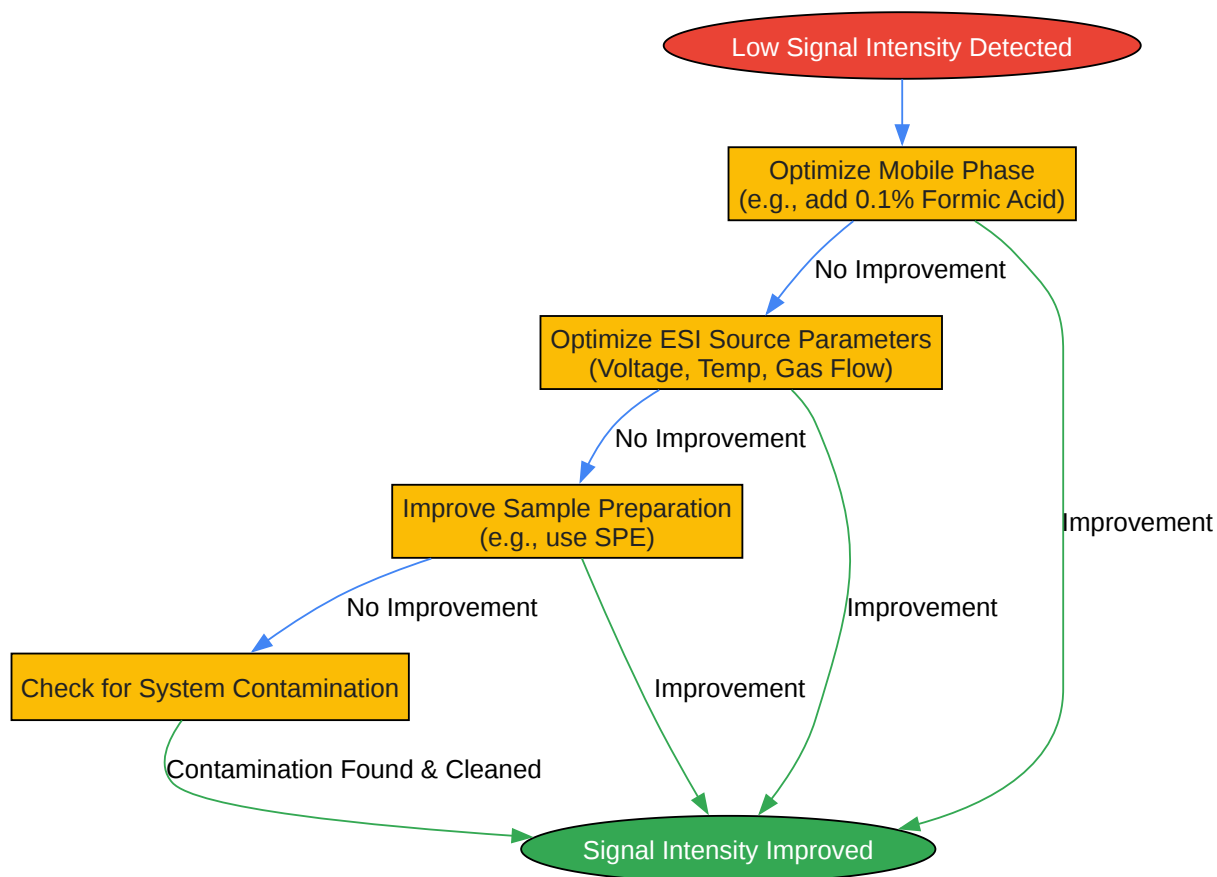 Low Signal Intensity Detected
Optimize Mobile Phase
(e.g., add 0.1% Formic Acid)
No Improvement
Optimize ESI Source Parameters
(Voltage, Temp, Gas Flow)
No Improvement
Improve Sample Preparation
(e.g., use SPE)
Improvement
No Improvement
Improvement
Check for System Contamination
Improvement
Contamination Found & Cleaned
Signal Intensity Improved